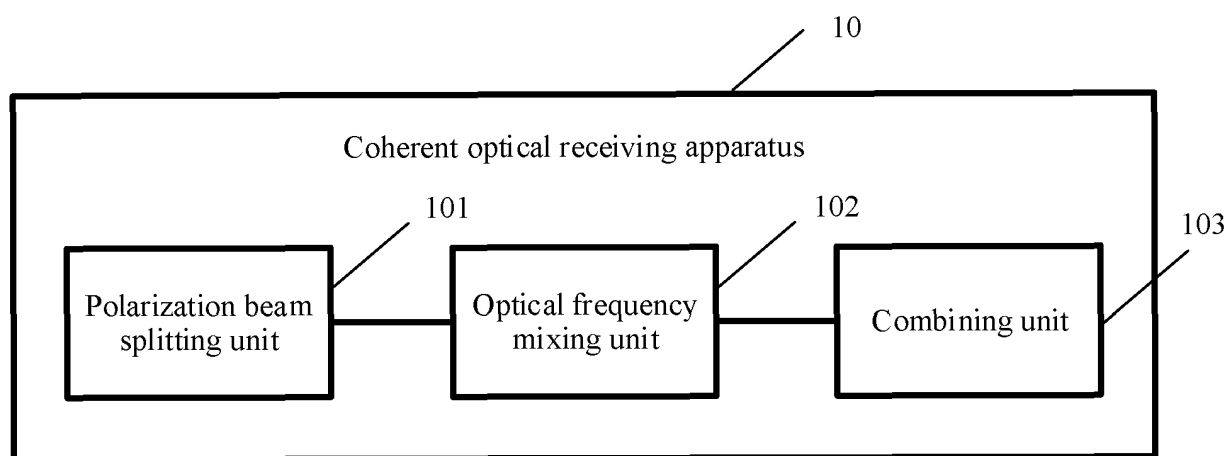 10
Coherent optical receiving apparatus
101
102
103
Polarization beam
splitting unit
Optical frequency
mixing unit
Combining unit